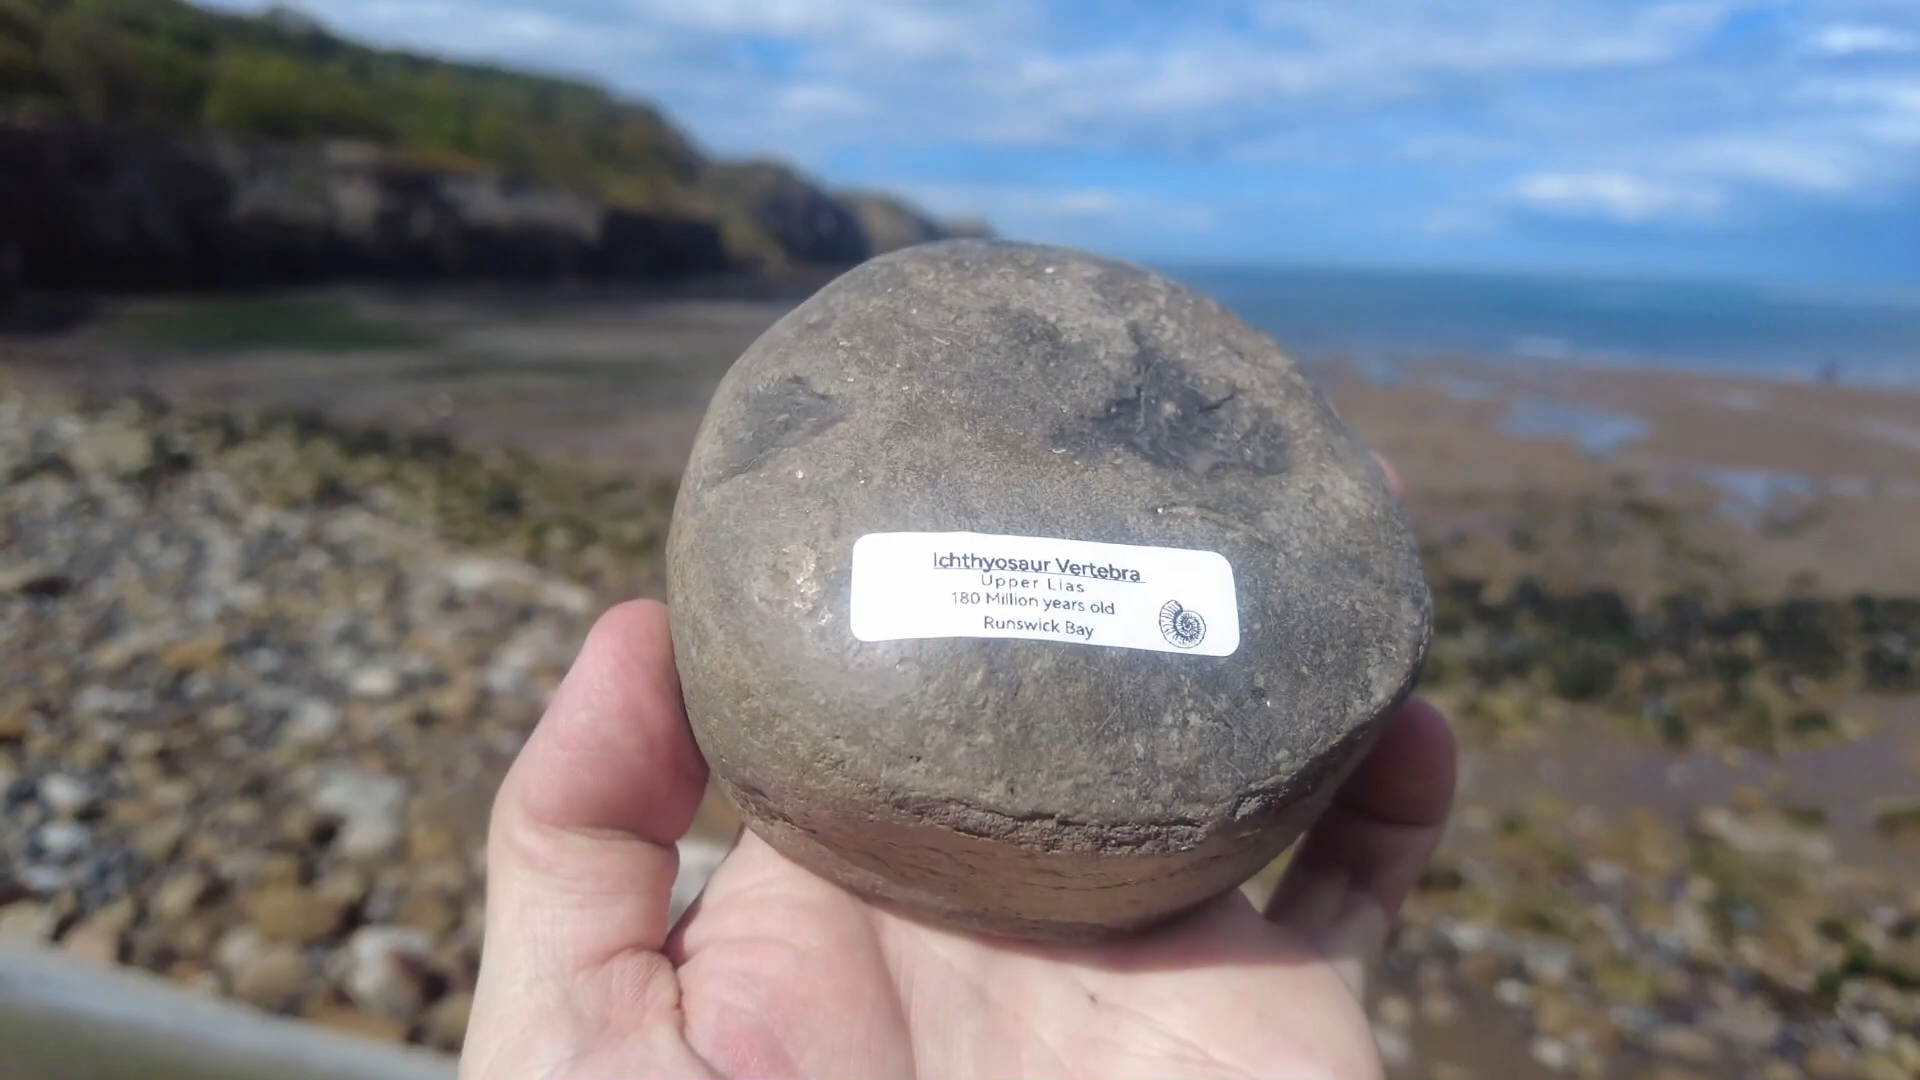 Ichthyosaur Vertebra
Upper Lias
180 Million years old
Runswick Bay